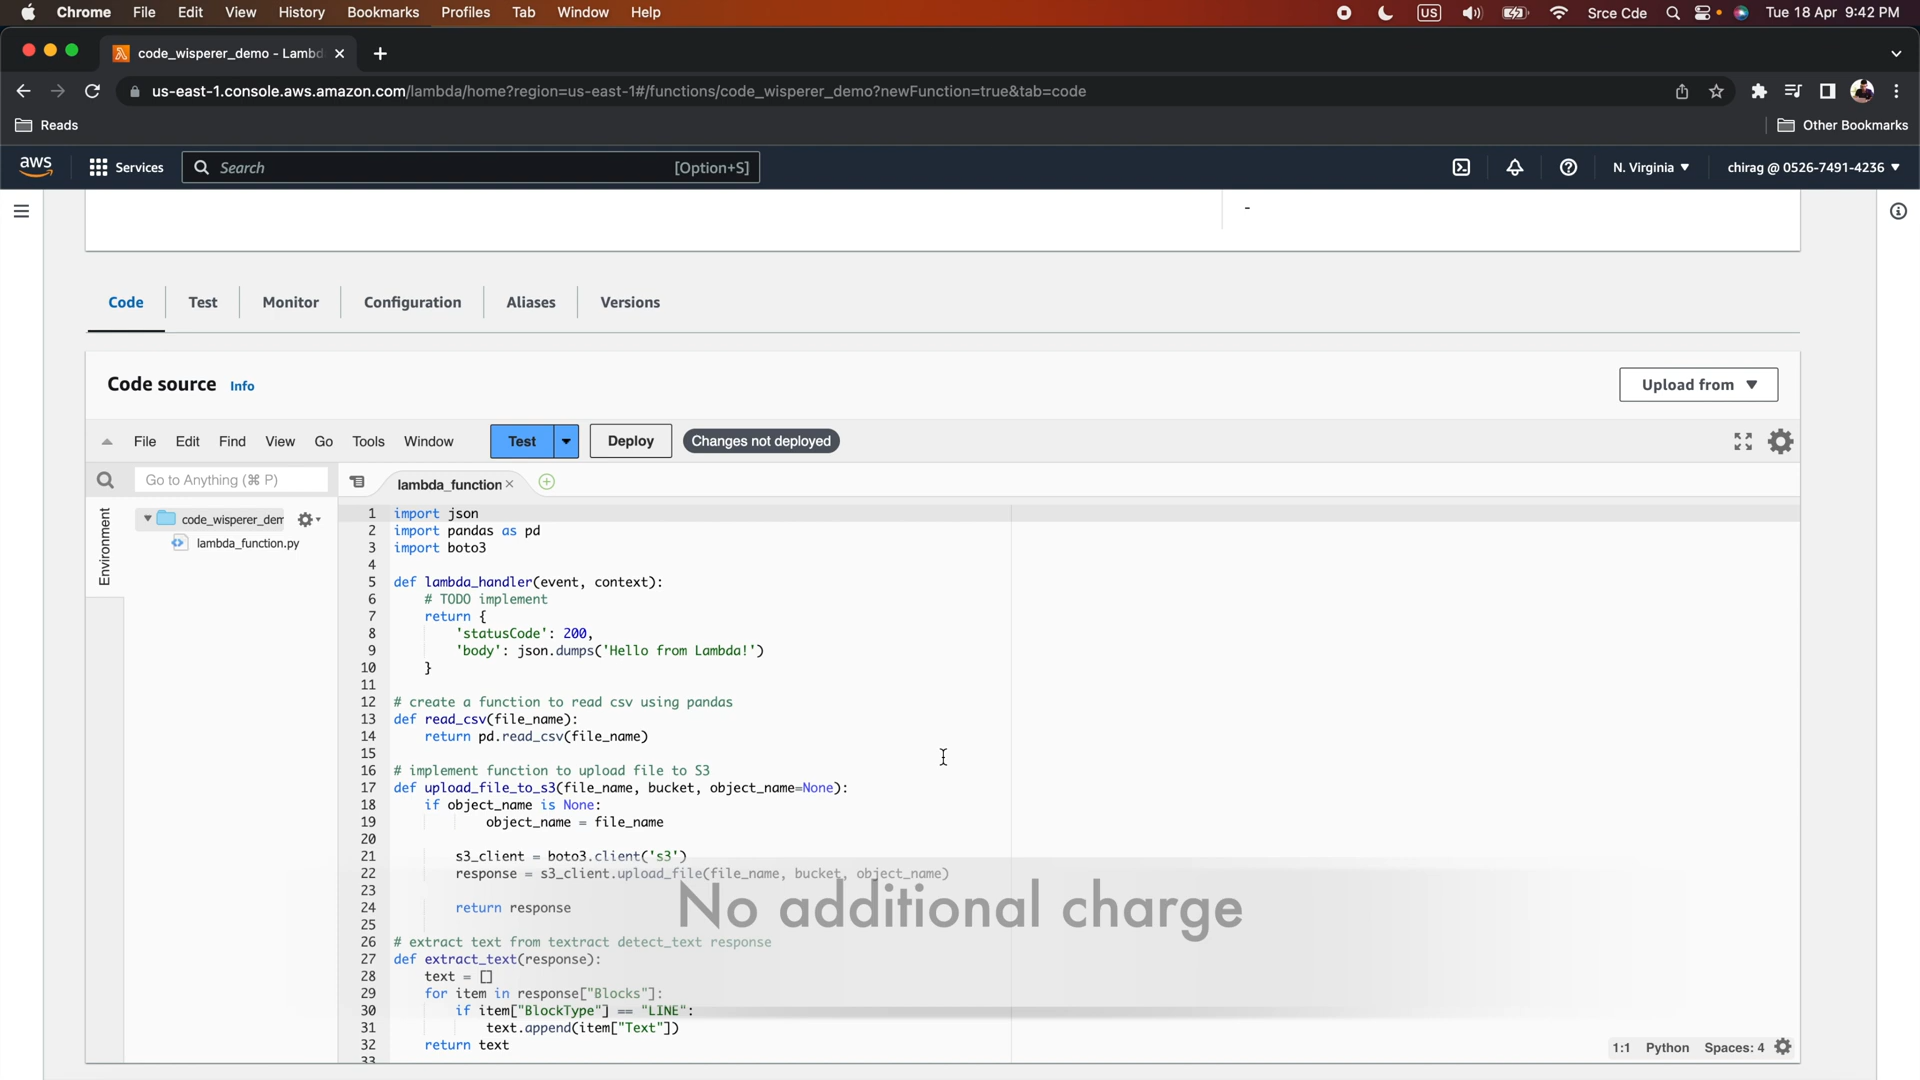 Chrome File Edit View History Bookmarks Profiles Tab Window Help US Srce Cde Tue 18 Apr 9:42 PM
code_wisperer_demo - Lambd
us-east-1.console.aws.amazon.com/lambda/home?region=us-east-1#/functions/code_wisperer_demo?newFunction=true&tab=code
Reads Other Bookmarks
aws Services Search [Option+S] N. Virginia chirag @ 0526-7491-4236
-
Code Test Monitor Configuration Aliases Versions
Code source Info Upload from
File Edit Find View Go Tools Window Test Deploy Changes not deployed
Go to Anything (⌘ P) lambda_function
Environment
code_wisperer_dem
lambda_function.py
1 import json
2 import pandas as pd
3 import boto3
4
5 def lambda_handler(event, context):
6 # TODO implement
7 return {
8 'statusCode': 200,
9 'body': json.dumps('Hello from Lambda!')
10 }
11
12 # create a function to read csv using pandas
13 def read_csv(file_name):
14 return pd.read_csv(file_name)
15
16 # implement function to upload file to S3
17 def upload_file_to_s3(file_name, bucket, object_name=None):
18 if object_name is None:
19 object_name = file_name
20
21 s3_client = boto3.client('s3')
22 response = s3_client.upload_file(file_name, bucket, object_name)
23
24 return response
25
No additional charge
26 # extract text from textract detect_text response
27 def extract_text(response):
28 text = []
29 for item in response["Blocks"]:
30 if item["BlockType"] == "LINE":
31 text.append(item["Text"])
32 return text
33
1:1 Python Spaces: 4